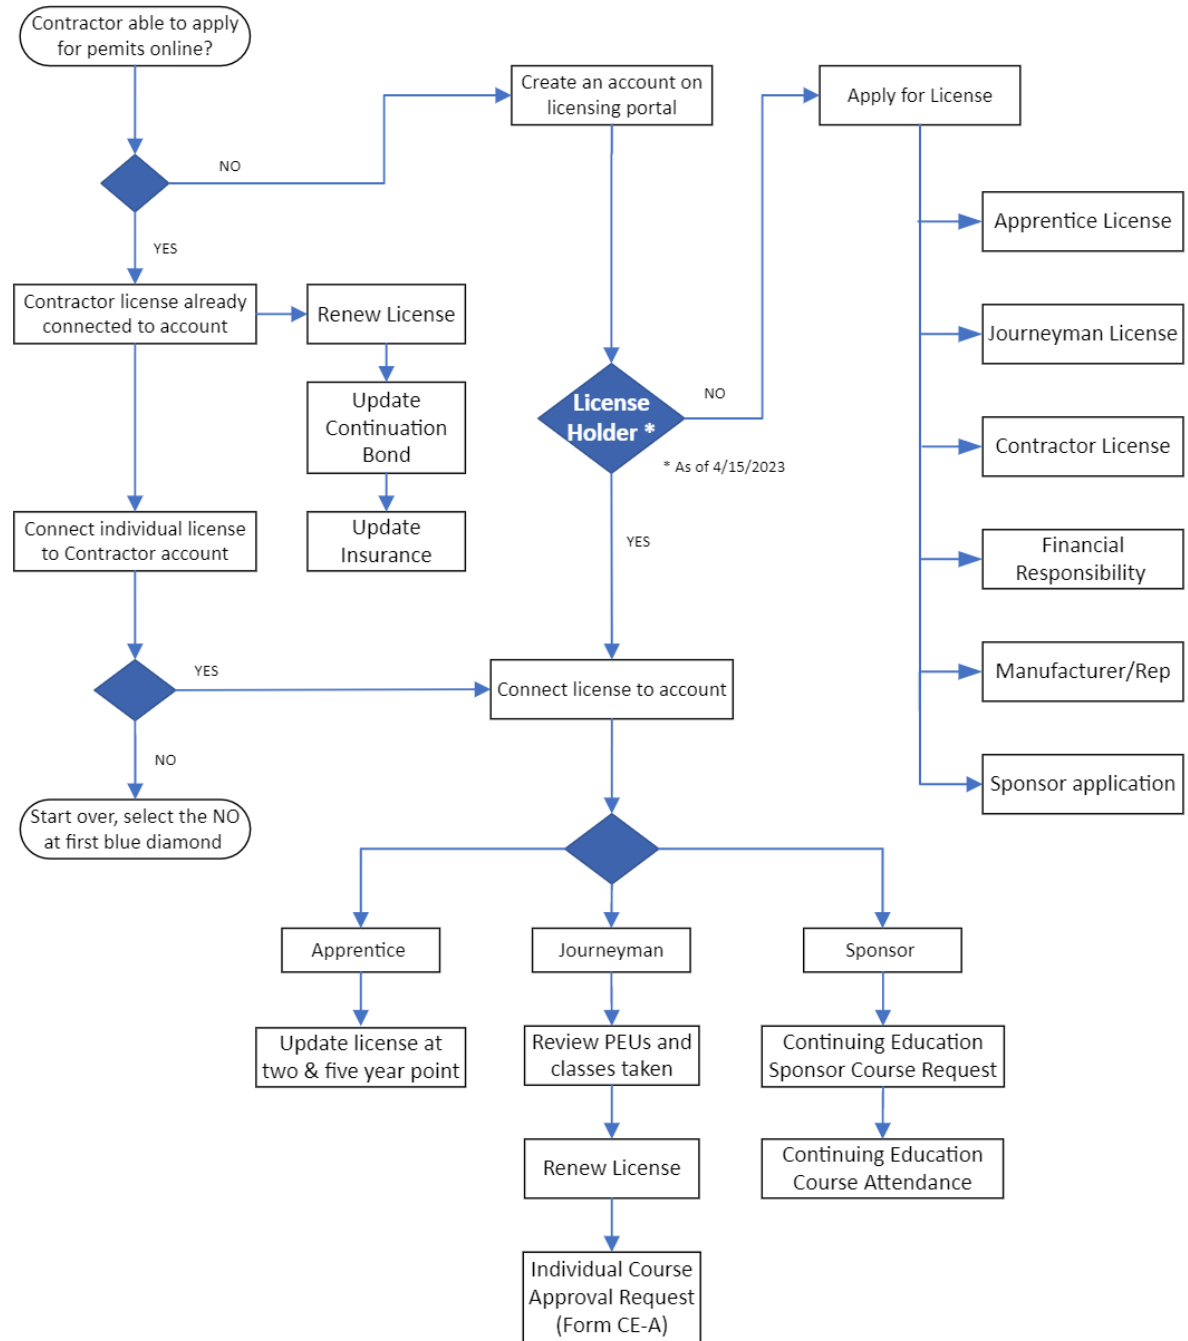 Contractor able to apply
for pemits online?
NO
YES
Create an account on
licensing portal
Apply for License
Contractor license already
connected to account
Renew License
Update
Continuation
Bond
Update
Insurance
Connect individual license
to Contractor account
YES
NO
Start over, select the NO
at first blue diamond
License
Holder *
* As of 4/15/2023
NO
YES
Apprentice License
Journeyman License
Contractor License
Financial
Responsibility
Manufacturer/Rep
Sponsor application
Connect license to account
Apprentice
Update license at
two & five year point
Journeyman
Review PEUs and
classes taken
Renew License
Individual Course
Approval Request
(Form CE-A)
Sponsor
Continuing Education
Sponsor Course Request
Continuing Education
Course Attendance